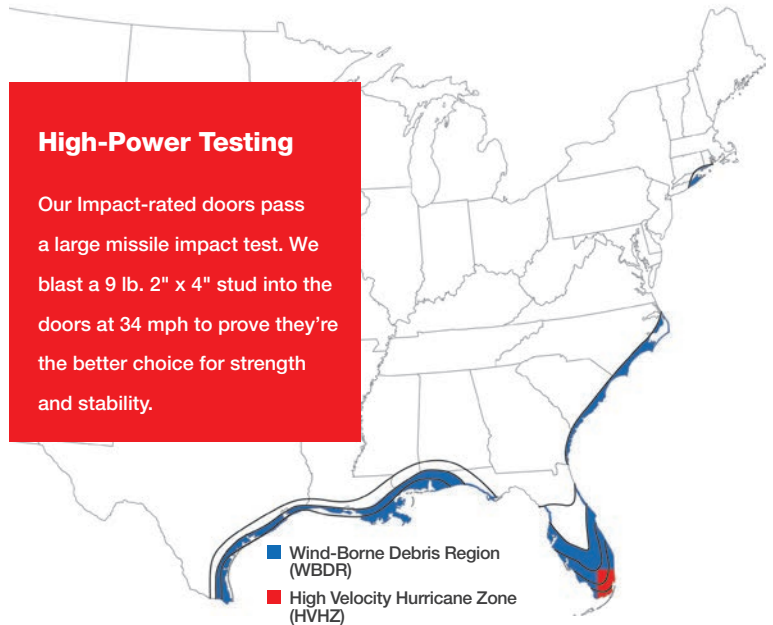 High-Power Testing
Our Impact-rated doors pass
a large missile impact test. We
blast a 9 lb. 2" x 4" stud into the
doors at 34 mph to prove they’re
the better choice for strength
and stability.
Wind-Borne Debris Region
(WBDR)
High Velocity Hurricane Zone
(HVHZ)